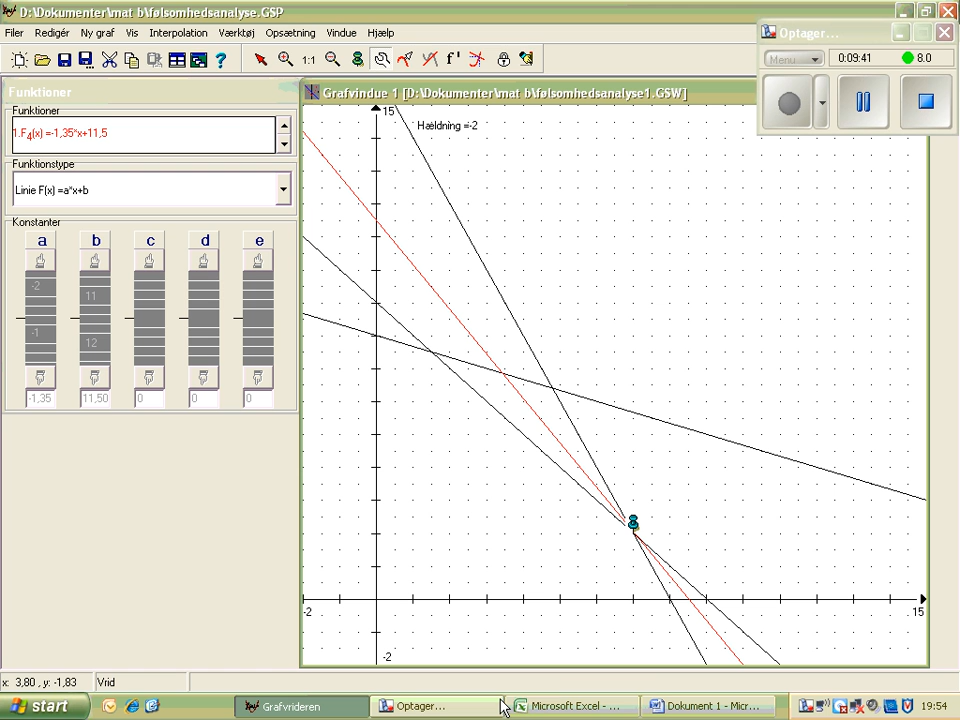 D:\Dokumenter\mat b\følsomhedsanalyse.GSP
Filer Redigér Ny graf Vis Interpolation Værktøj Opsætning Vindue Hjælp
Optager...
Menu 0:09:41 8.0
1:1 f'
Funktioner
Grafvindue 1 [D:\Dokumenter\mat b\følsomhedsanalyse1.GSW]
Funktioner
1.F4(x) =-1,35*x+11,5
Funktionstype
Linie F(x) =a*x+b
Konstanter
a b c d e
-2 11
-1 12
-1,35 11,50 0 0 0
15
Hældning =-2
-2 15
-2
x: 3,80 , y: -1,83 Vrid
start Grafvrideren Optager... Microsoft Excel - ... Dokument 1 - Micr... 19:54